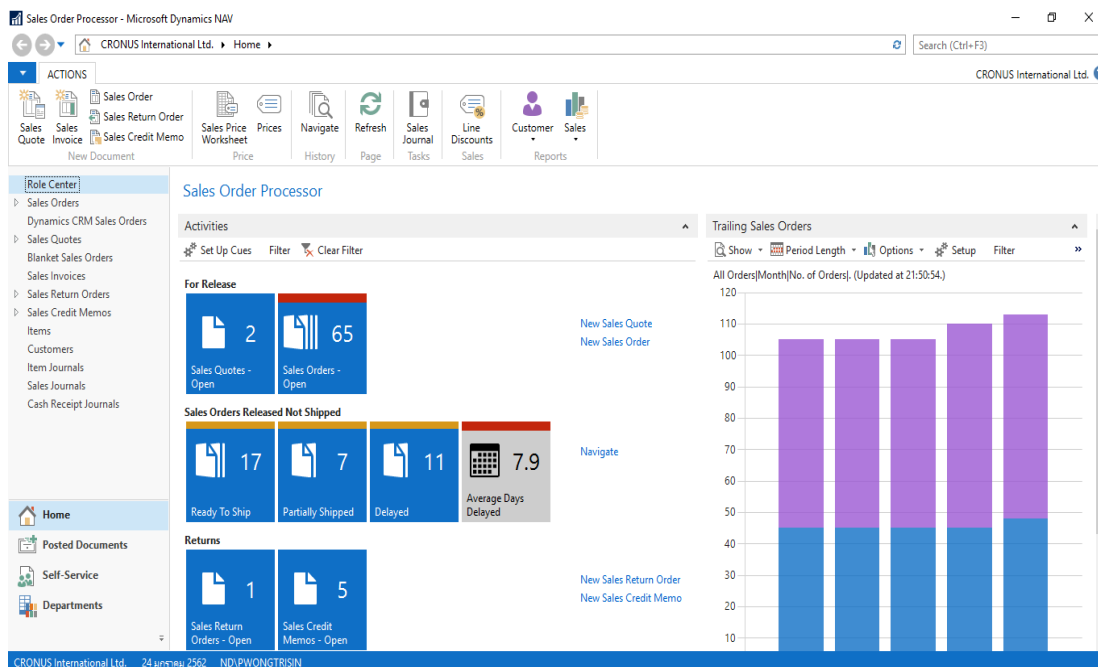 Sales Order Processor - Microsoft Dynamics NAV
CRONUS International Ltd. Home
Search (Ctrl+F3)
ACTIONS
CRONUS International Ltd.
Sales Quote
Sales Invoice
Sales Order
Sales Return Order
Sales Credit Memo
New Document
Sales Price Worksheet
Prices
Price
Navigate
History
Refresh
Page
Sales Journal
Tasks
Line Discounts
Sales
Customer
Sales
Reports
Role Center
Sales Orders
Dynamics CRM Sales Orders
Sales Quotes
Blanket Sales Orders
Sales Invoices
Sales Return Orders
Sales Credit Memos
Items
Customers
Item Journals
Sales Journals
Cash Receipt Journals
Home
Posted Documents
Self-Service
Departments
Sales Order Processor
Activities
Set Up Cues Filter Clear Filter
For Release
2
Sales Quotes -
Open
65
Sales Orders -
Open
New Sales Quote
New Sales Order
Sales Orders Released Not Shipped
17
Ready To Ship
7
Partially Shipped
11
Delayed
7.9
Average Days
Delayed
Navigate
Returns
1
Sales Return
Orders - Open
5
Sales Credit
Memos - Open
New Sales Return Order
New Sales Credit Memo
Trailing Sales Orders
Show Period Length Options Setup Filter
All Orders|Month|No. of Orders|. (Updated at 21:50:54.)
120
110
100
90
80
70
60
50
40
30
20
10
CRONUS International Ltd. 24 มกราคม 2562 ND\PWONGTRISIN